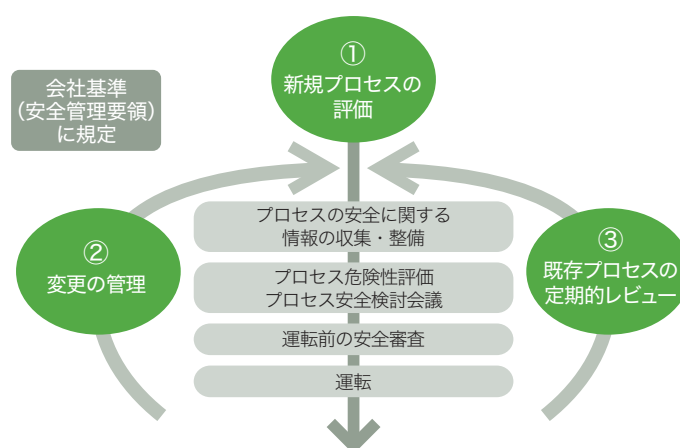 ①
新規プロセスの
評価
会社基準
(安全管理要領)
に規定
プロセスの安全に関する
情報の収集・整備
②
変更の管理
③
既存プロセスの
定期的レビュー
プロセス危険性評価
プロセス安全検討会議
運転前の安全審査
運転